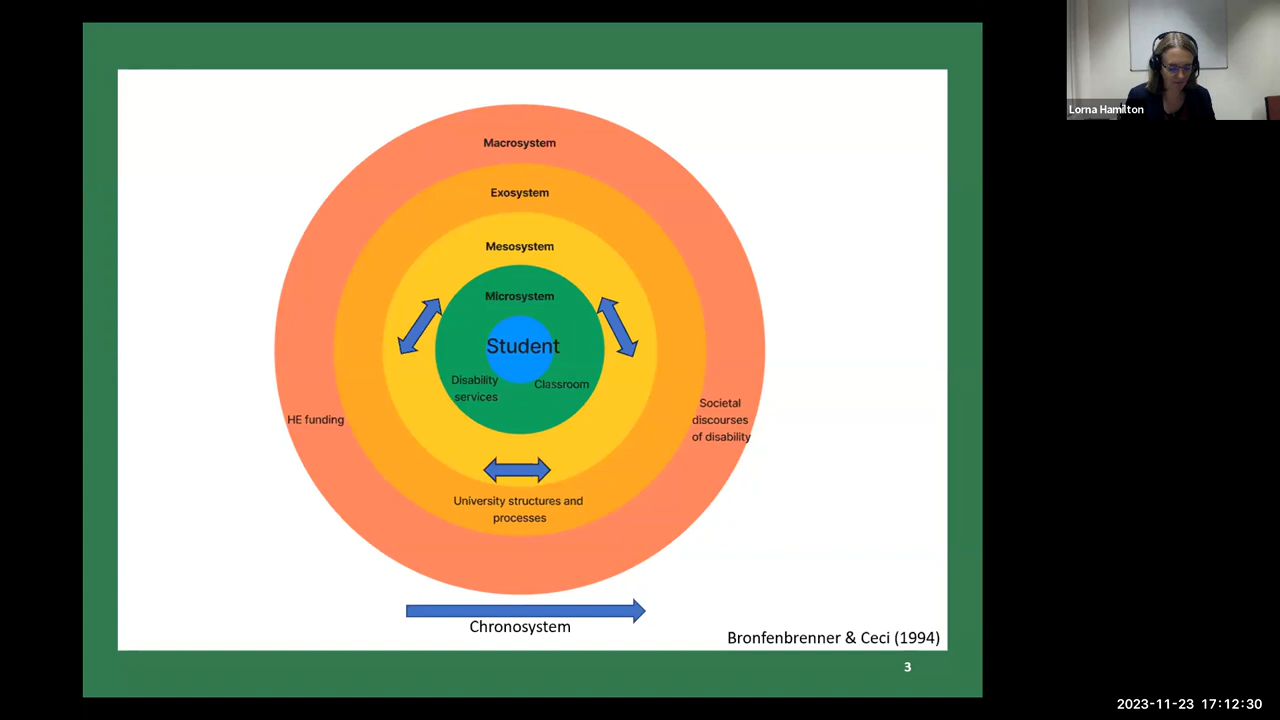 Lorna Hamilton
Macrosystem
Exosystem
Mesosystem
Microsystem
Student
Disability
services
Classroom
HE funding
Societal
discourses
of disability
University structures and
processes
Chronosystem
Bronfenbrenner & Ceci (1994)
3
2023-11-23 17:12:30